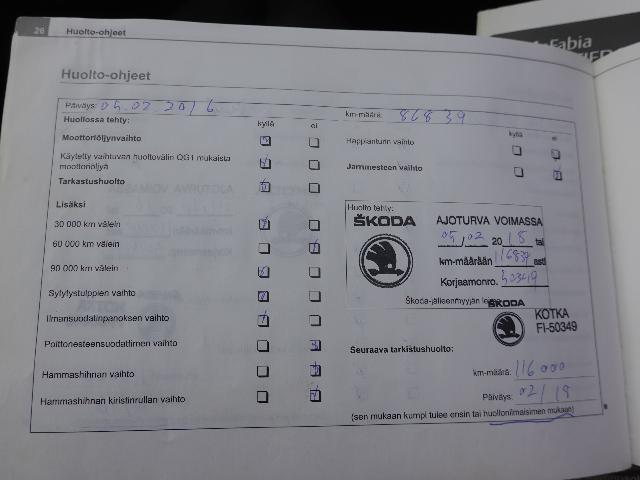 26 Huolto-ohjeet
Fabia
Huolto-ohjeet
Päiväys: 05.02 2016 km-määrä: 86839
Huollossa tehty: kyllä ei
Moottoriöljynvaihto
Käytetty vaihtuvan huoltovälin QG1 mukaista
moottoriöljyä
Tarkastushuolto
Lisäksi
30 000 km välein
60 000 km välein
90 000 km välein
Sytytystulppien vaihto
Ilmansuodatinpanoksen vaihto
Polttonesteensuodattimen vaihto
Hammashihnan vaihto
Hammashihnan kiristinrullan vaihto
kyllä ei
Happianturin vaihto
Jarrunesteen vaihto
Huolto tehty:
ŠKODA
AJOTURVA VOIMASSA
05/02 2018 tai
km-määrään 116839 asti
Korjaamonro. 50349
Škoda-jälleenmyyjän
ŠKODA
KOTKA
FI-50349
Seuraava tarkistushuolto:
km-määrä: 116000
Päiväys: 02/18
(sen mukaan kumpi tulee ensin tai huoltonilmaisimen mukaan)